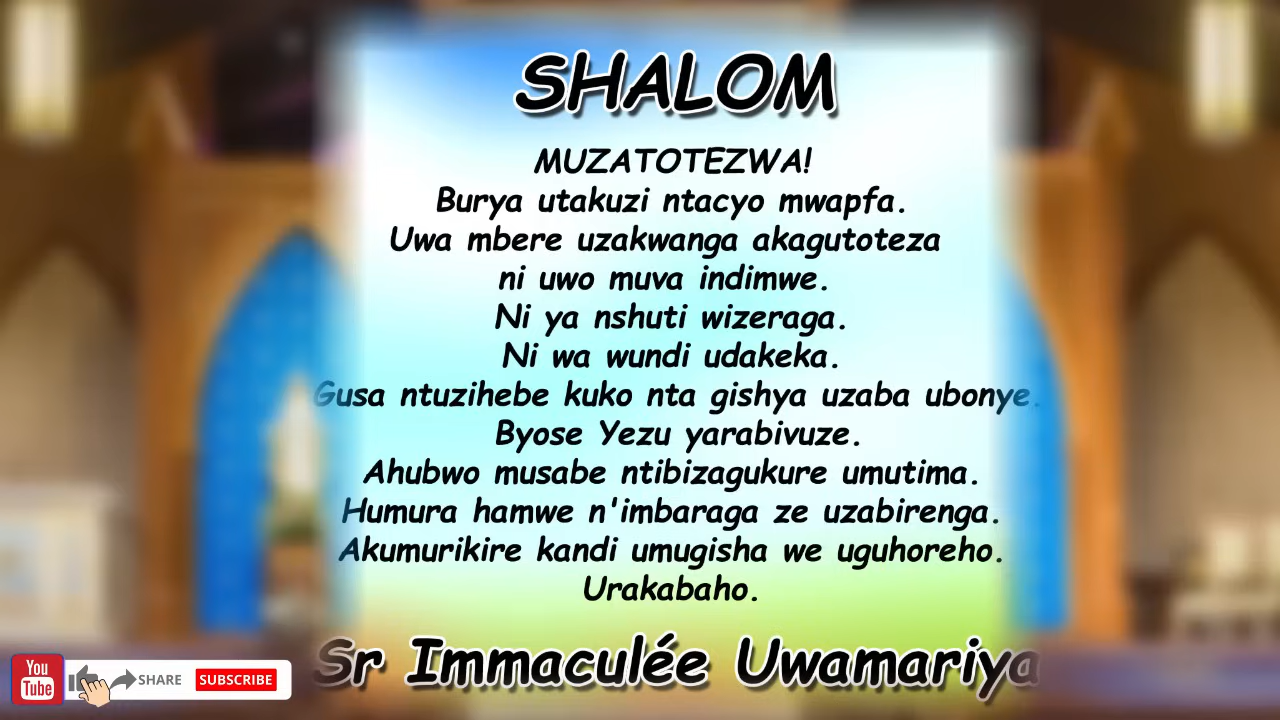 SHALOM
MUZATOTEZWA!
Burya utakuzi ntacyo mwapfa.
Uwa mbere uzakwanga akagutoteza
ni uwo muva indimwe.
Ni ya nshuti wizeraga.
Ni wa wundi udakeka.
Gusa ntuzihebe kuko nta gishya uzaba ubonye.
Byose Yezu yarabivuze.
Ahubwo musabe ntibizagukure umutima.
Humura hamwe n'imbaraga ze uzabirenga.
Akumurikire kandi umugisha we uguhoreho.
Urakabaho.
Sr Immaculée Uwamariya
You
Tube
SHARE
SUBSCRIBE